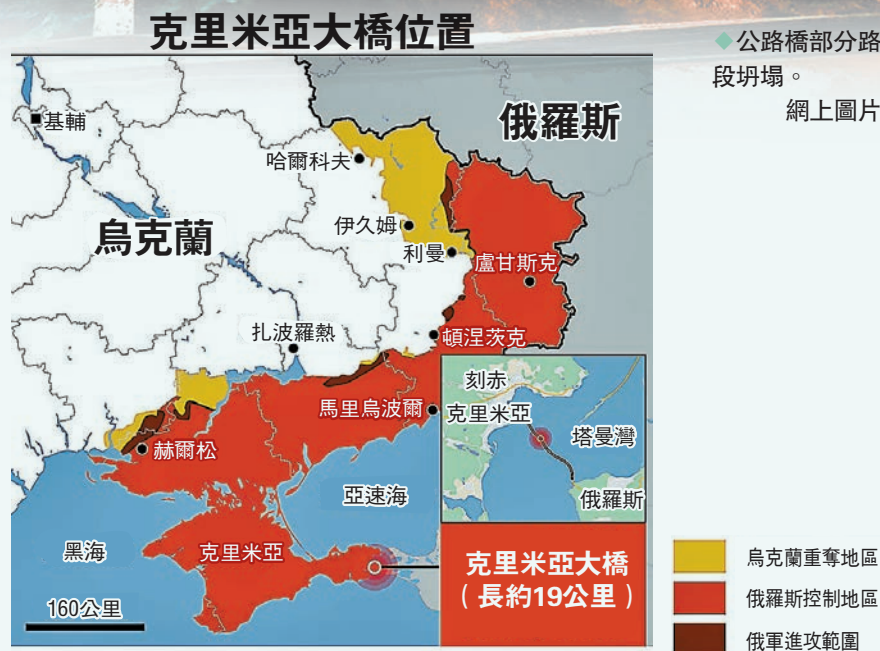 克里米亞大橋位置
◆公路橋部分路
段坍塌。
網上圖片
基輔
俄羅斯
哈爾科夫
烏克蘭
伊久姆
利曼
盧甘斯克
扎波羅熱
頓涅茨克
刻赤
馬里烏波爾
克里米亞
塔曼灣
赫爾松
亞速海
俄羅斯
黑海
克里米亞
克里米亞大橋
（長約19公里）
160公里
烏克蘭重奪地區
俄羅斯控制地區
俄軍進攻範圍